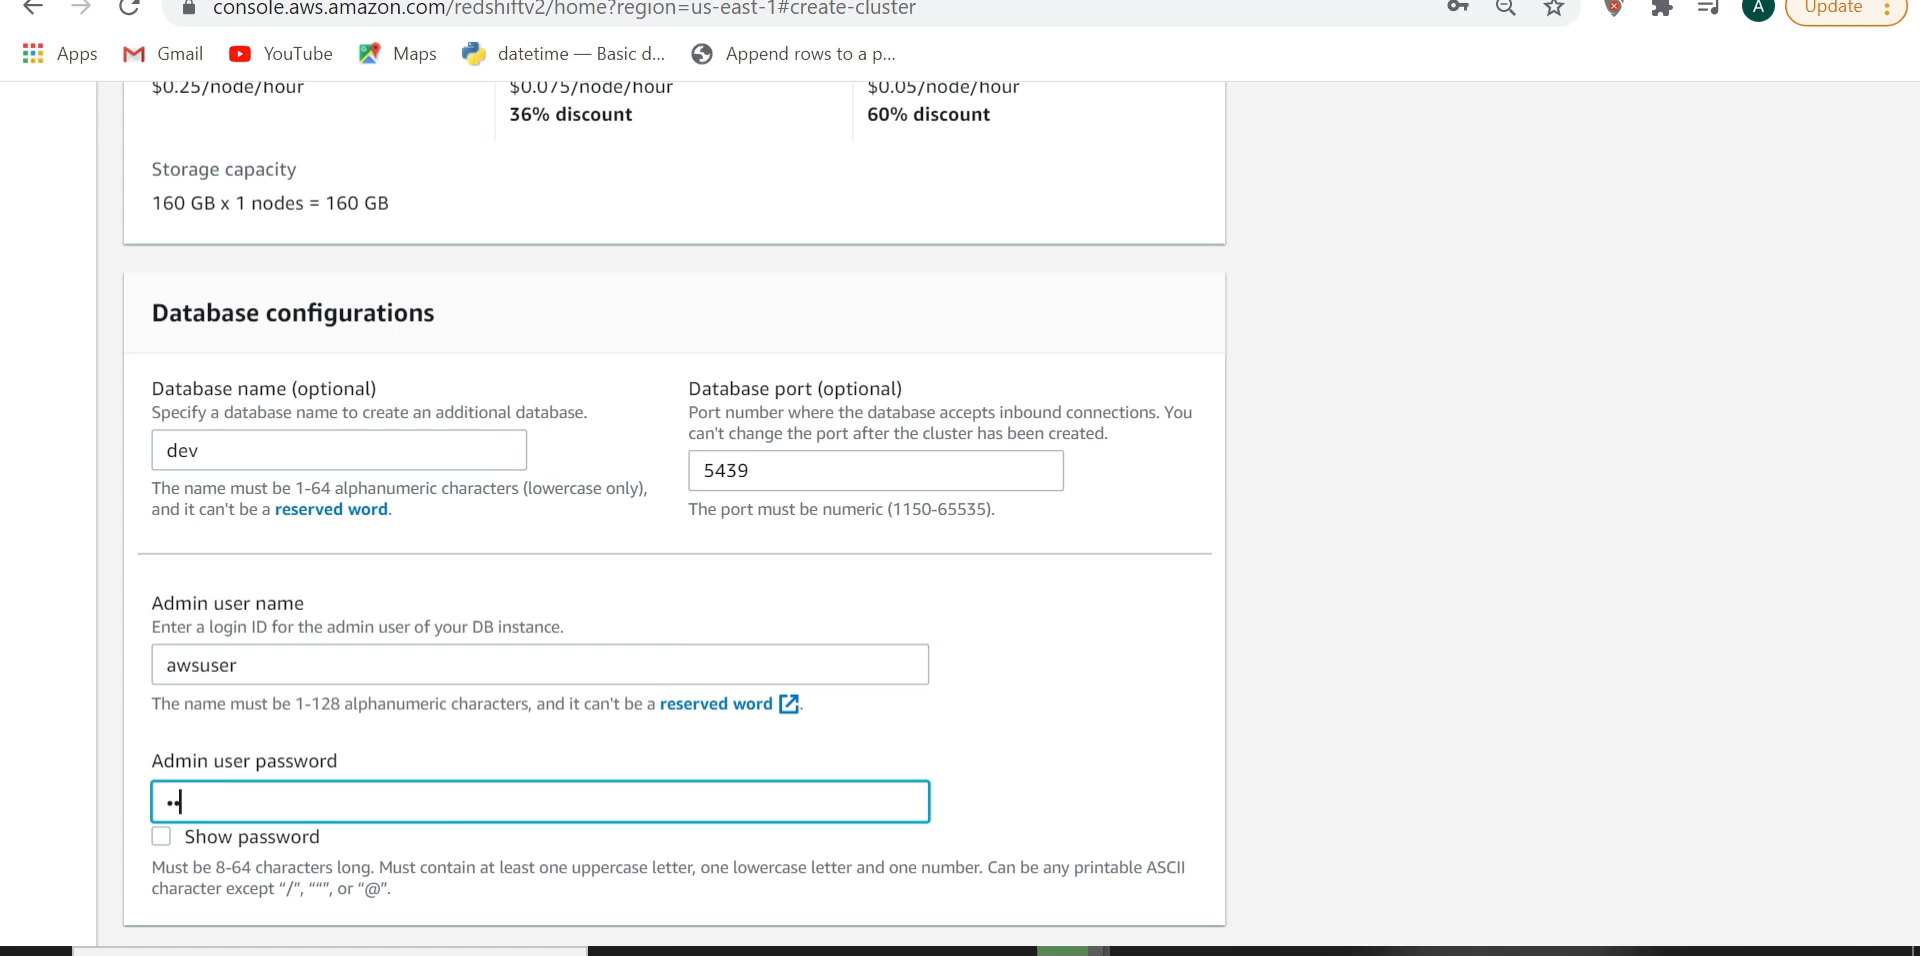 console.aws.amazon.com/redshiftv2/home?region=us-east-1#create-cluster
A
Update
Apps
Gmail
YouTube
Maps
datetime — Basic d...
Append rows to a p...
$0.25/node/hour
$0.075/node/hour
$0.05/node/hour
36% discount
60% discount
Storage capacity
160 GB x 1 nodes = 160 GB
Database configurations
Database name (optional)
Specify a database name to create an additional database.
dev
The name must be 1-64 alphanumeric characters (lowercase only),
and it can't be a reserved word.
Database port (optional)
Port number where the database accepts inbound connections. You
can't change the port after the cluster has been created.
5439
The port must be numeric (1150-65535).
Admin user name
Enter a login ID for the admin user of your DB instance.
awsuser
The name must be 1-128 alphanumeric characters, and it can't be a reserved word.
Admin user password
••
Show password
Must be 8-64 characters long. Must contain at least one uppercase letter, one lowercase letter and one number. Can be any printable ASCII
character except “/”, “"”, or “@”.